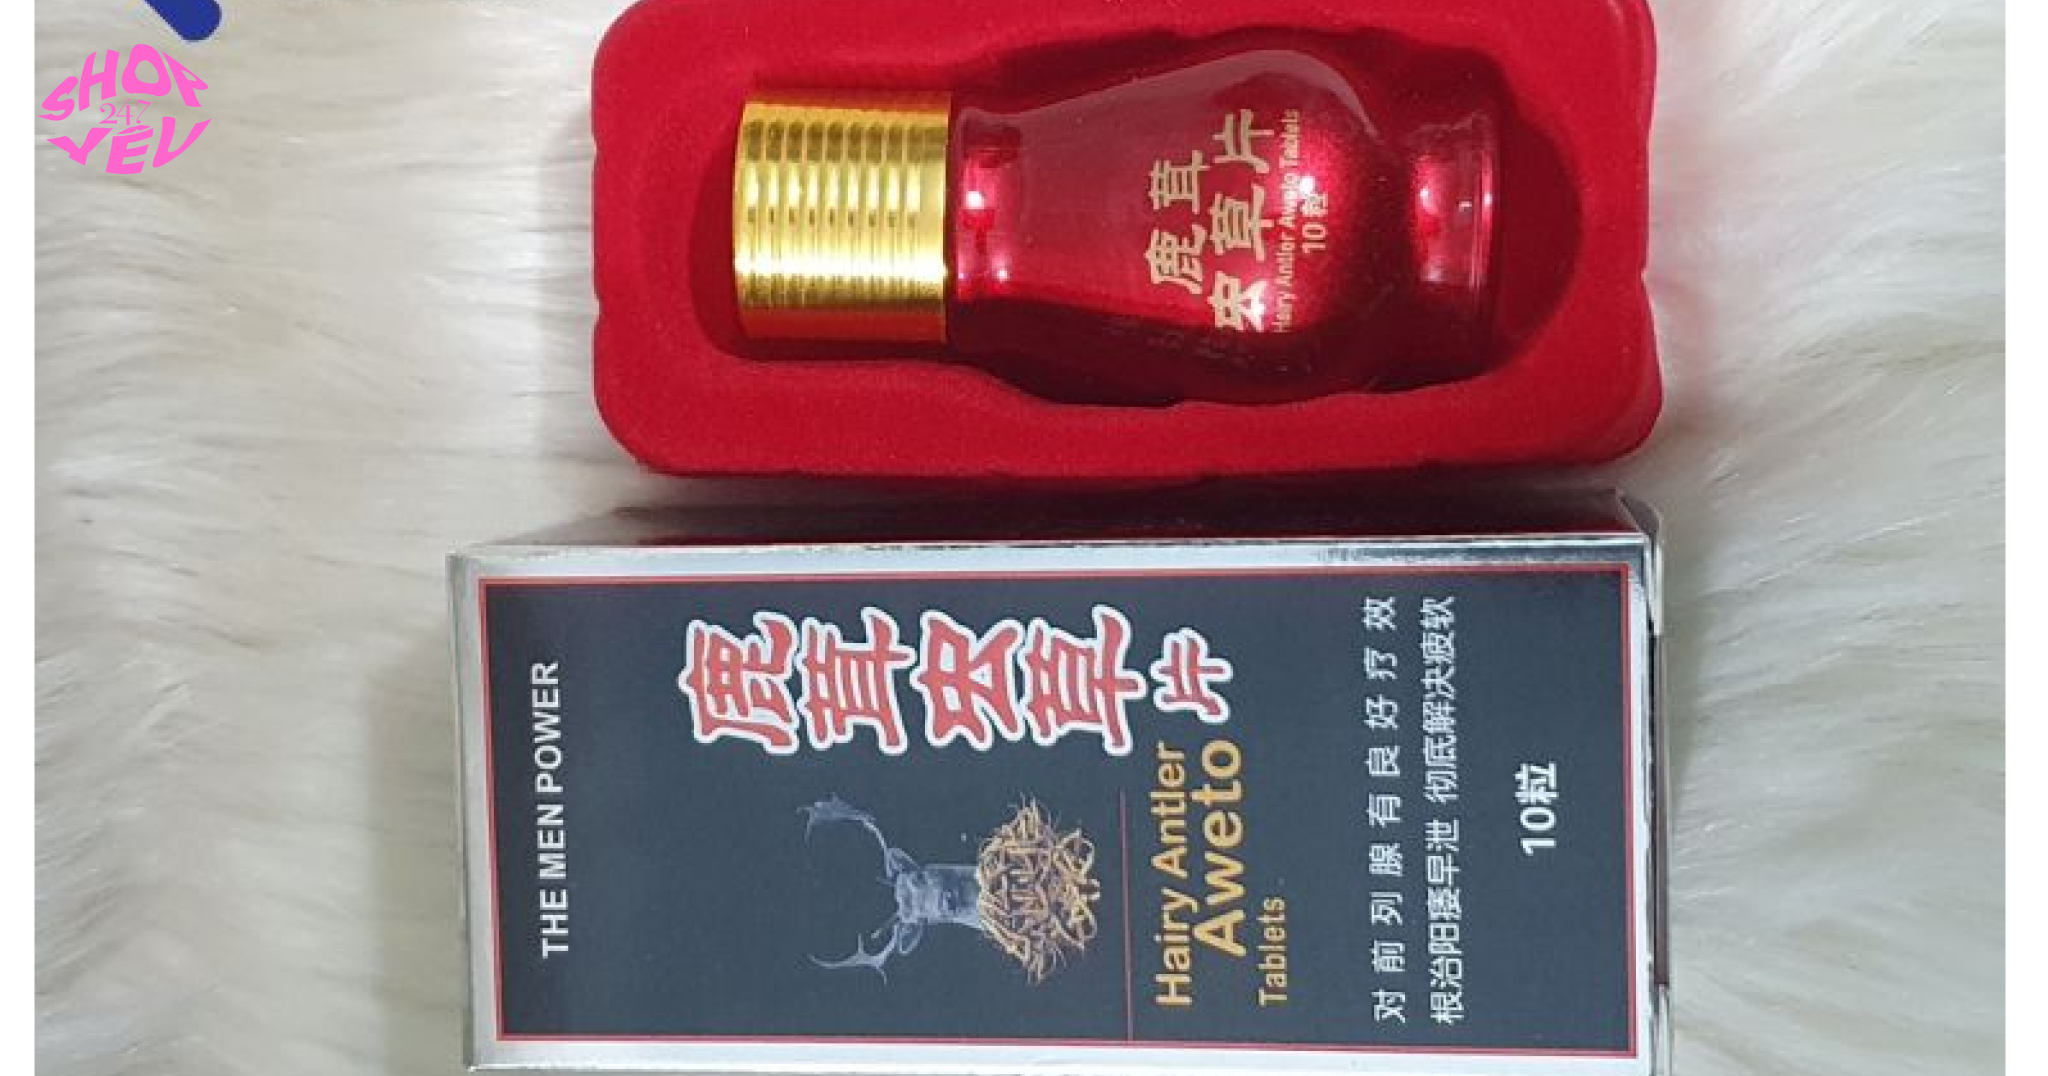 SHOP
247
YÊU
鹿茸
虫草片
Hairy Antler Aweto Tablets
10粒
THE MEN POWER
鹿茸虫草片
Hairy Antler
Aweto
Tablets
对前列腺有良好疗效
根治阳痿早泄 彻底解决疲软
10粒